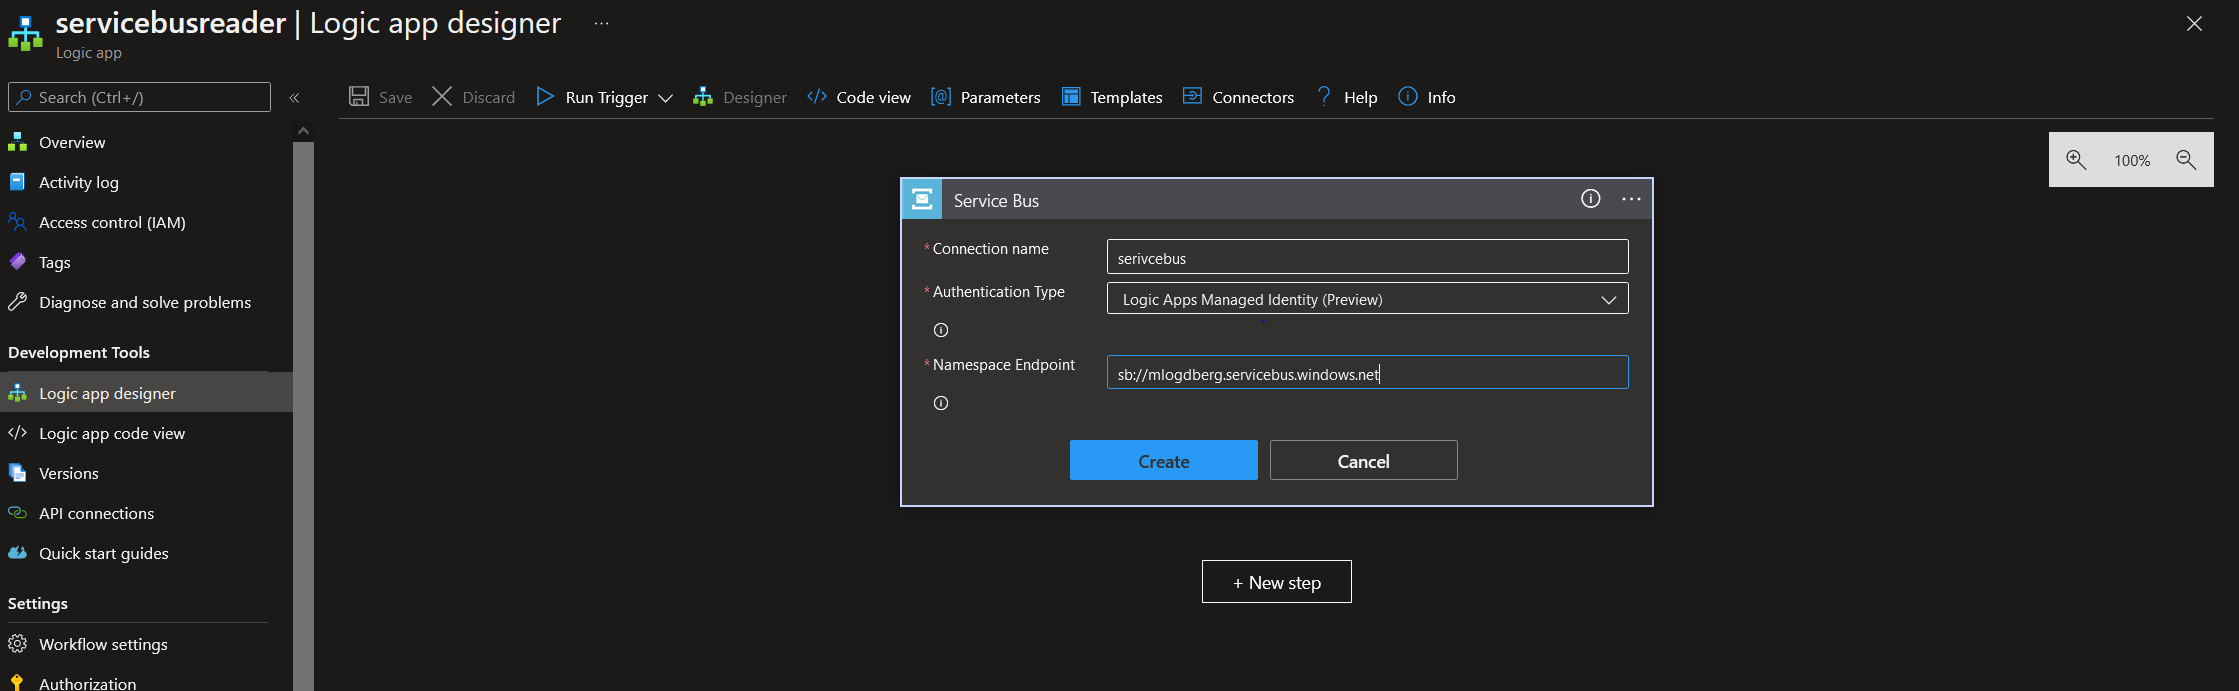 servicebusreader | Logic app designer ...
Logic app
Search (Ctrl+/) «
Save Discard Run Trigger Designer Code view Parameters Templates Connectors Help Info
Overview
Activity log
Access control (IAM)
Tags
Diagnose and solve problems
Development Tools
Logic app designer
Logic app code view
Versions
API connections
Quick start guides
Settings
Workflow settings
Authorization
100%
Service Bus ...
* Connection name
serivcebus
* Authentication Type
Logic Apps Managed Identity (Preview)
* Namespace Endpoint
sb://mlogdberg.servicebus.windows.net
Create Cancel
+ New step